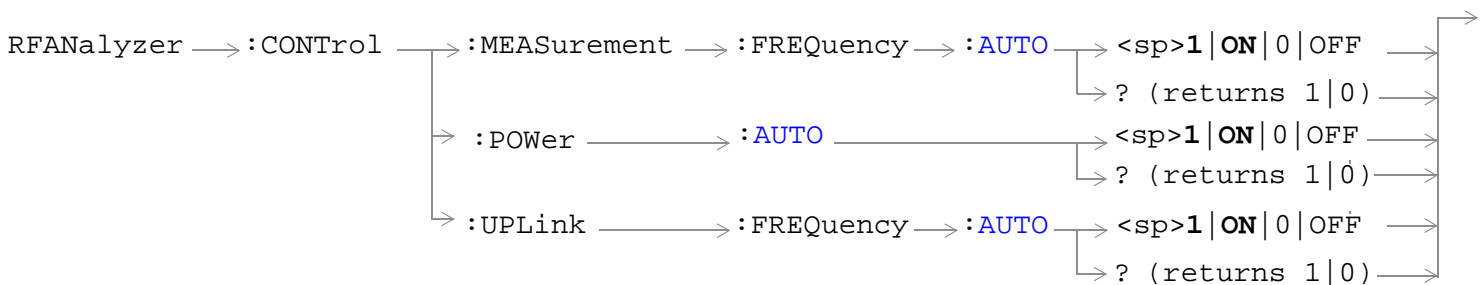 RFANalyzer :CONTrol :MEASurement :FREQuency :AUTO <sp>1|ON|0|OFF
? (returns 1|0)
:POWer :AUTO <sp>1|ON|0|OFF
? (returns 1|0)
:UPLink :FREQuency :AUTO <sp>1|ON|0|OFF
? (returns 1|0)